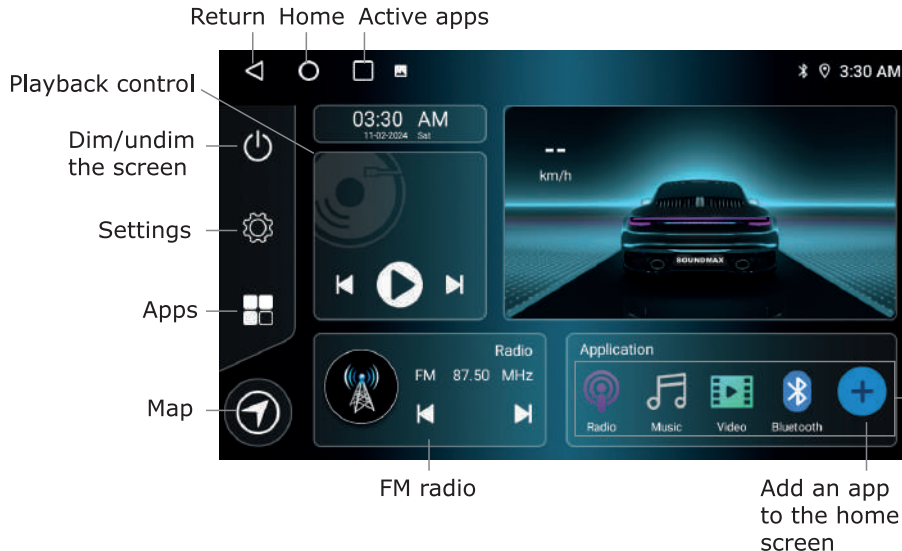 Return Home Active apps
3:30 AM
Playback control
03:30 AM
11-02-2024 Sat
Dim/undim
the screen
--
km/h
Settings
SOUNDMAX
Apps
Radio
FM 87.50 MHz
Application
Radio Music Video Bluetooth
Map
FM radio
Add an app
to the home
screen